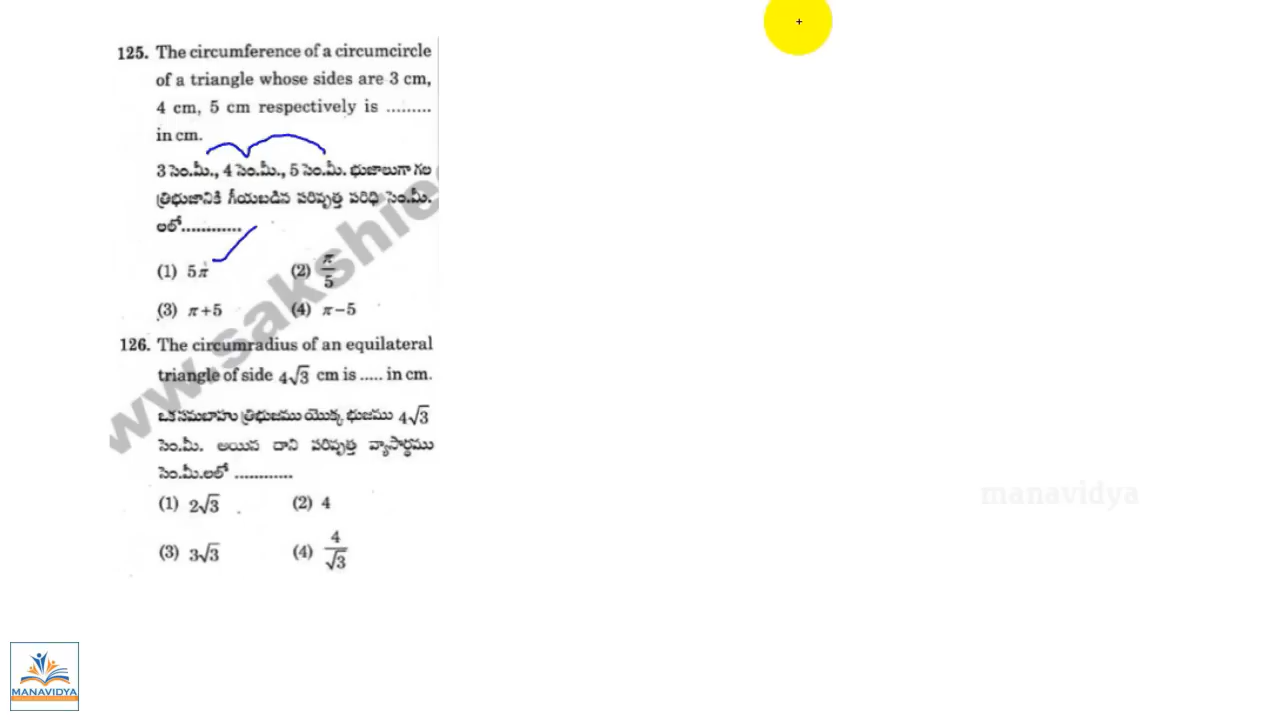 125. The circumference of a circumcircle
of a triangle whose sides are 3 cm,
4 cm, 5 cm respectively is .........
in cm.
3 సెం.మీ., 4 సెం.మీ., 5 సెం.మీ. భుజాలుగా గల
త్రిభుజానికి గీయబడిన పరివృత్త పరిధి సెం.మీ.
లలో............
(1) 5π (2) π/5
(3) π+5 (4) π−5
126. The circumradius of an equilateral
triangle of side 4√3 cm is ..... in cm.
ఒక సమబాహు త్రిభుజము యొక్క భుజము 4√3
సెం.మీ. అయిన దాని పరివృత్త వ్యాసార్థము
సెం.మీ.లలో ............
(1) 2√3 (2) 4
(3) 3√3 (4) 4/√3
www.sakshie
manavidya
MANAVIDYA